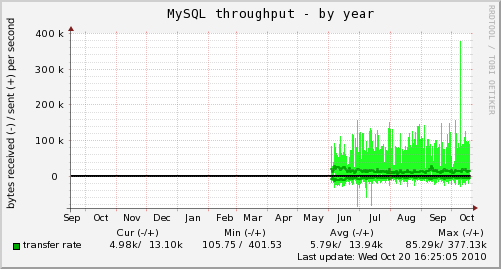 MySQL throughput - by year
RRDTOOL / TOBI OETIKER
bytes received (-) / sent (+) per second
400 k
300 k
200 k
100 k
0
Sep Oct Nov Dec Jan Feb Mar Apr May Jun Jul Aug Sep Oct
Cur (-/+) Min (-/+) Avg (-/+) Max (-/+)
transfer rate 4.98k/ 13.10k 105.75 / 401.53 5.79k/ 13.94k 85.29k/ 377.13k
Last update: Wed Oct 20 16:25:05 2010